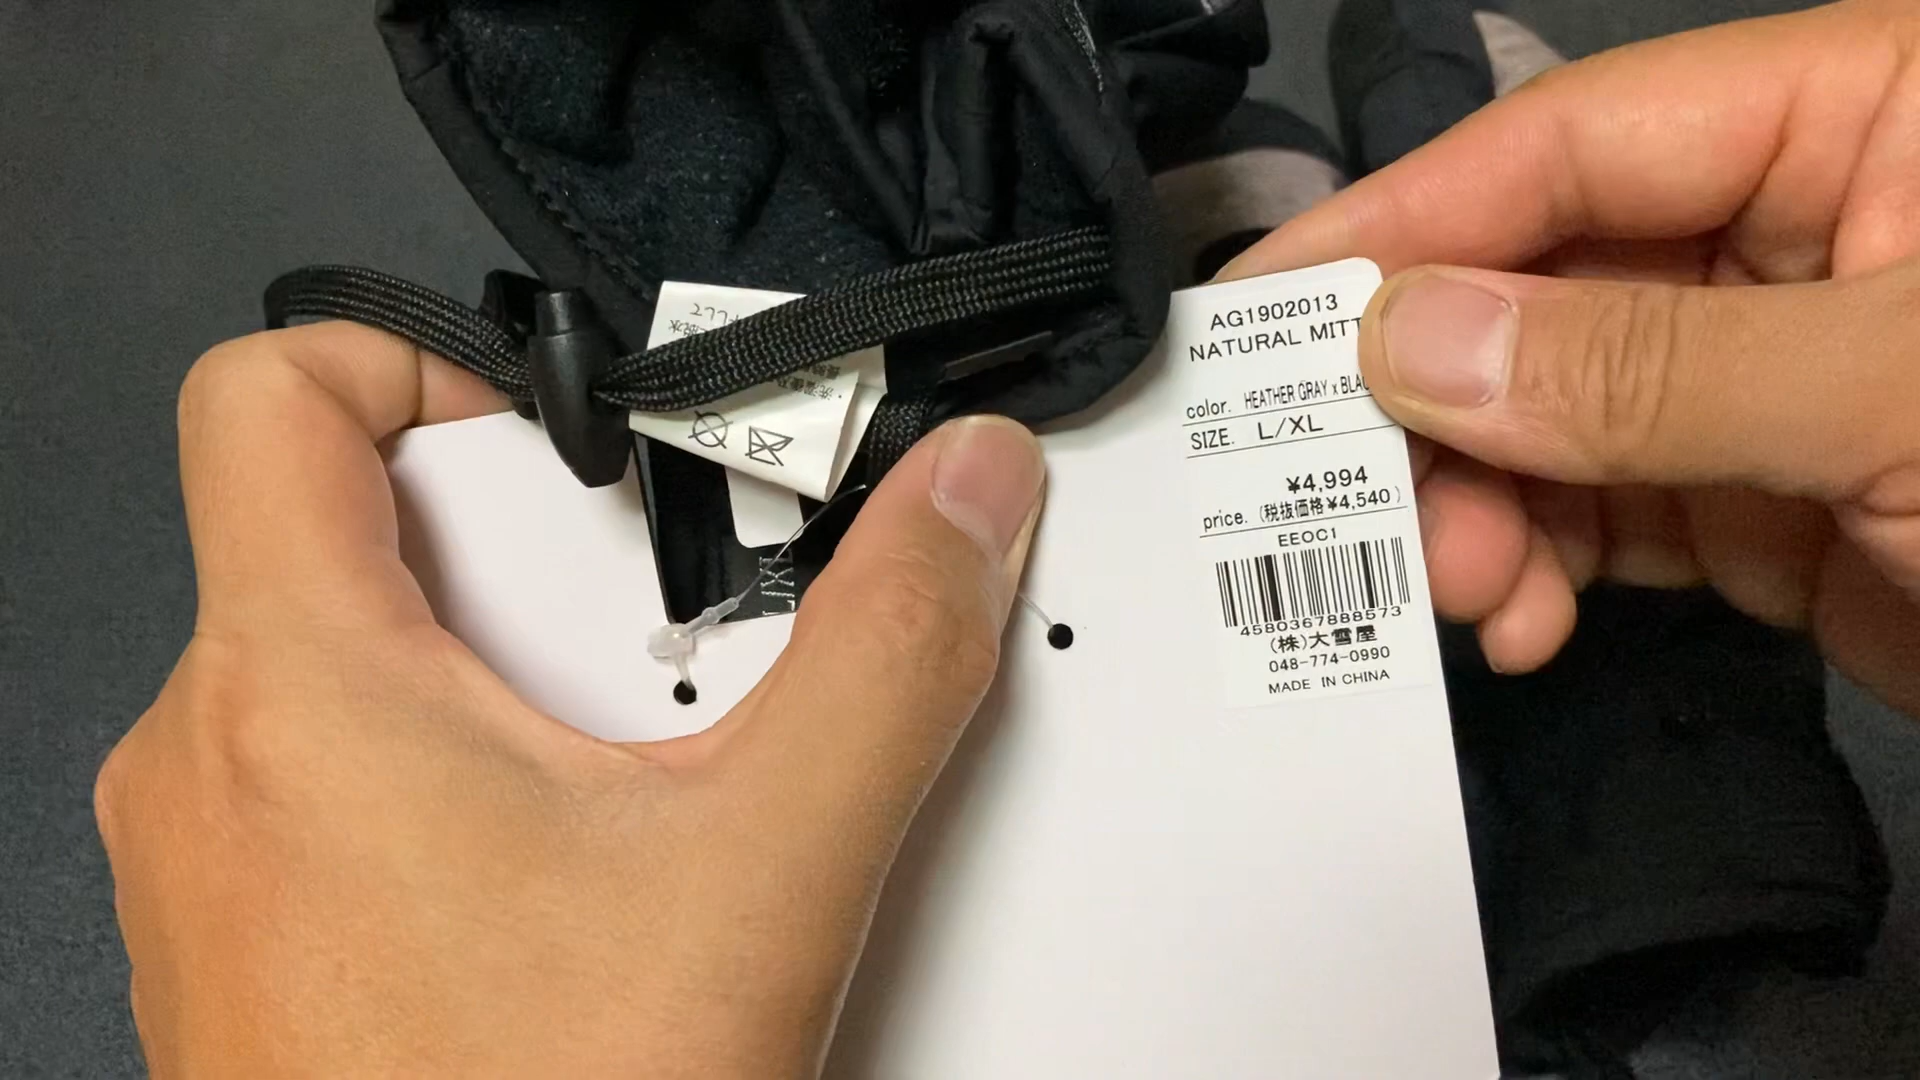 AG1902013
NATURAL MITT
color. HEATHER GRAY x BLAC
SIZE. L/XL
¥4,994
price. (税抜価格¥4,540)
EEOC1
4580367888573
(株)大雪屋
048-774-0990
MADE IN CHINA
L/XL